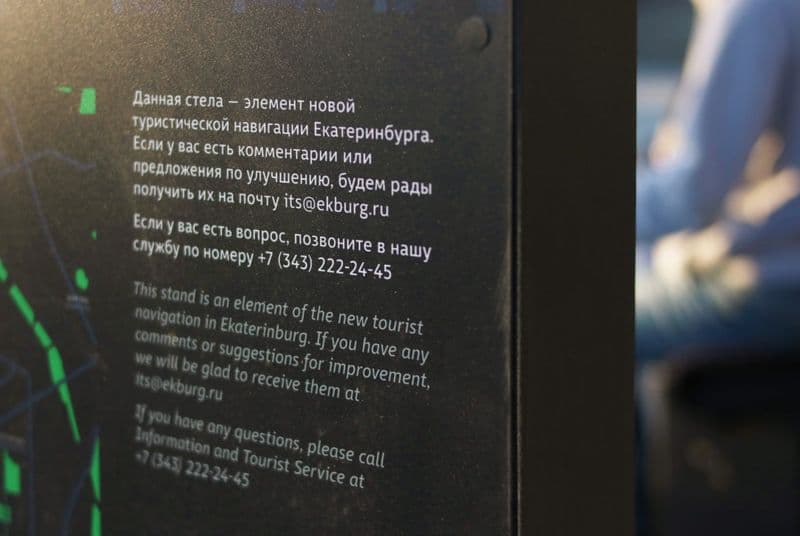 Данная стела – элемент новой
туристической навигации Екатеринбурга.
Если у вас есть комментарии или
предложения по улучшению, будем рады
получить их на почту its@ekburg.ru
Если у вас есть вопрос, позвоните в нашу
службу по номеру +7 (343) 222-24-45
This stand is an element of the new tourist
navigation in Ekaterinburg. If you have any
comments or suggestions for improvement,
we will be glad to receive them at
its@ekburg.ru
If you have any questions, please call
Information and Tourist Service at
+7 (343) 222-24-45